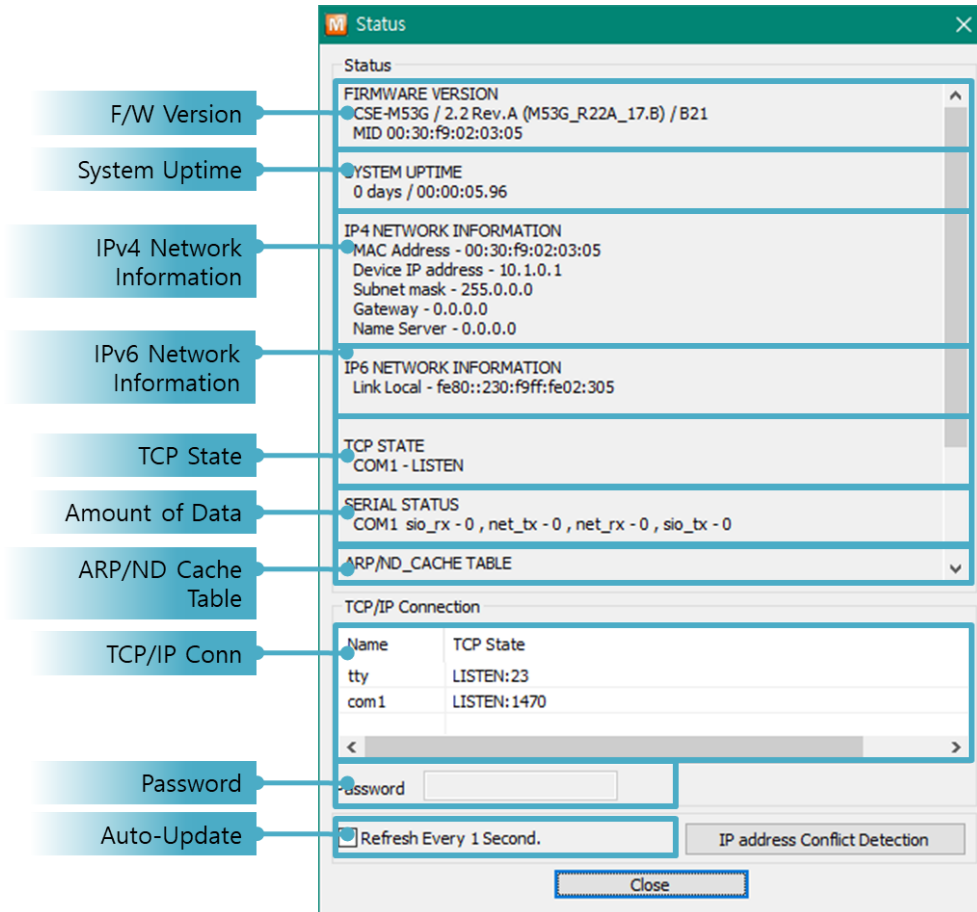 M Status
Status
F/W Version
FIRMWARE VERSION
CSE-M53G / 2.2 Rev.A (M53G_R22A_17.B) / B21
MID 00:30:f9:02:03:05
System Uptime
SYSTEM UPTIME
0 days / 00:00:05.96
IPv4 Network
Information
IP4 NETWORK INFORMATION
MAC Address - 00:30:f9:02:03:05
Device IP address - 10.1.0.1
Subnet mask - 255.0.0.0
Gateway - 0.0.0.0
Name Server - 0.0.0.0
IPv6 Network
Information
IP6 NETWORK INFORMATION
Link Local - fe80::230:f9ff:fe02:305
TCP State
TCP STATE
COM1 - LISTEN
Amount of Data
SERIAL STATUS
COM1 sio_rx - 0 , net_tx - 0 , net_rx - 0 , sio_tx - 0
ARP/ND Cache
Table
ARP/ND_CACHE TABLE
TCP/IP Connection
TCP/IP Conn
Name TCP State
tty LISTEN:23
com1 LISTEN:1470
Password
Password
Auto-Update
Refresh Every 1 Second.
IP address Conflict Detection
Close